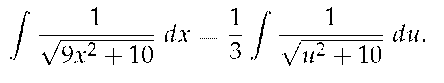 ∫ 1/√(9x² + 10) dx = 1/3 ∫ 1/√(u² + 10) du.